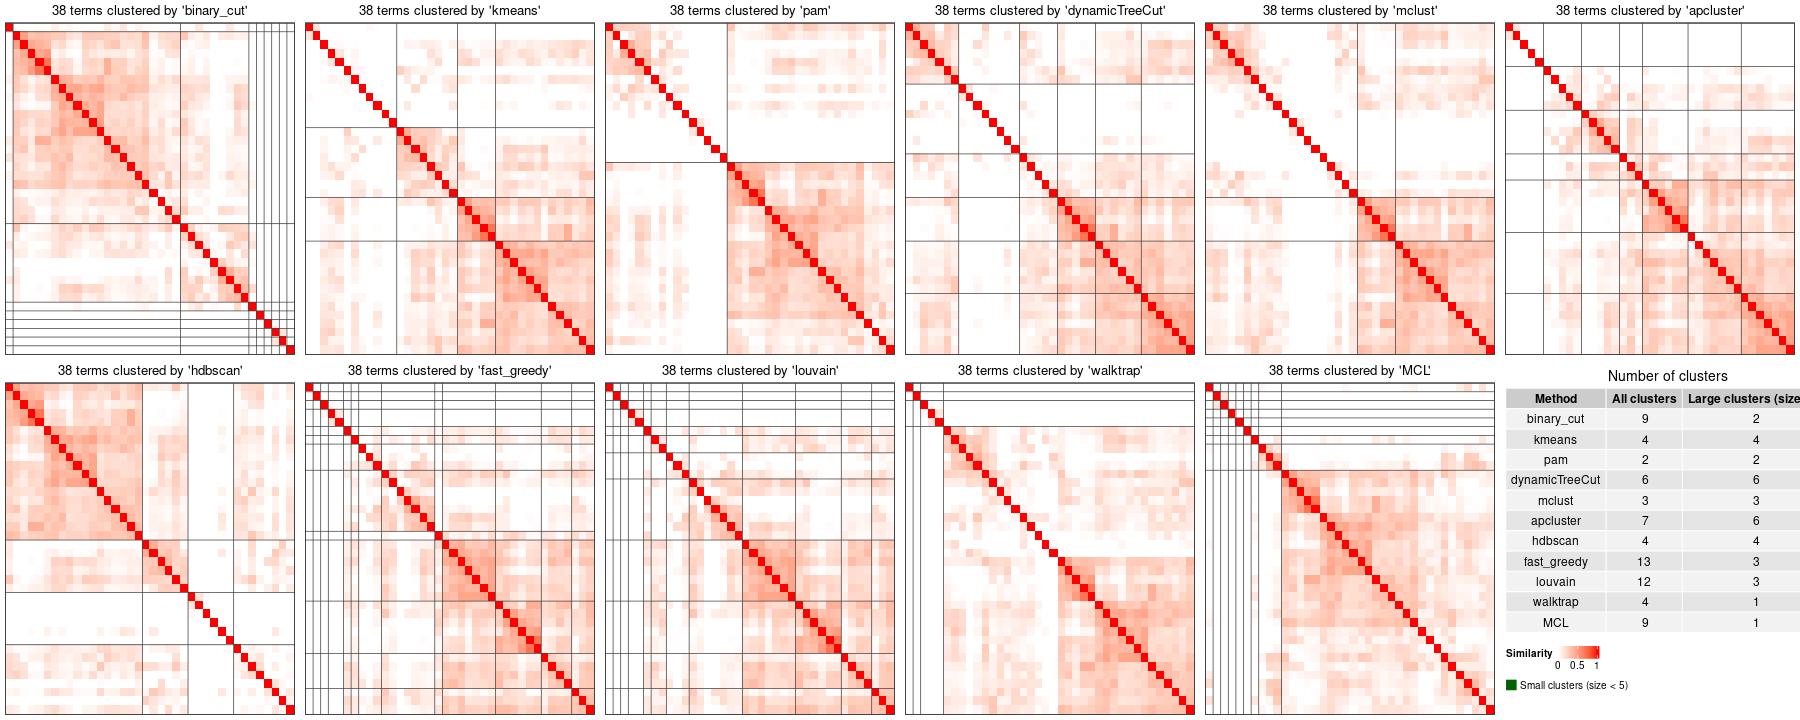 38 terms clustered by 'binary_cut'
38 terms clustered by 'kmeans'
38 terms clustered by 'pam'
38 terms clustered by 'dynamicTreeCut'
38 terms clustered by 'mclust'
38 terms clustered by 'apcluster'
38 terms clustered by 'hdbscan'
38 terms clustered by 'fast_greedy'
38 terms clustered by 'louvain'
38 terms clustered by 'walktrap'
38 terms clustered by 'MCL'
Number of clusters
Method All clusters Large clusters (size
binary_cut 9 2
kmeans 4 4
pam 2 2
dynamicTreeCut 6 6
mclust 3 3
apcluster 7 6
hdbscan 4 4
fast_greedy 13 3
louvain 12 3
walktrap 4 1
MCL 9 1
Similarity
0 0.5 1
Small clusters (size < 5)